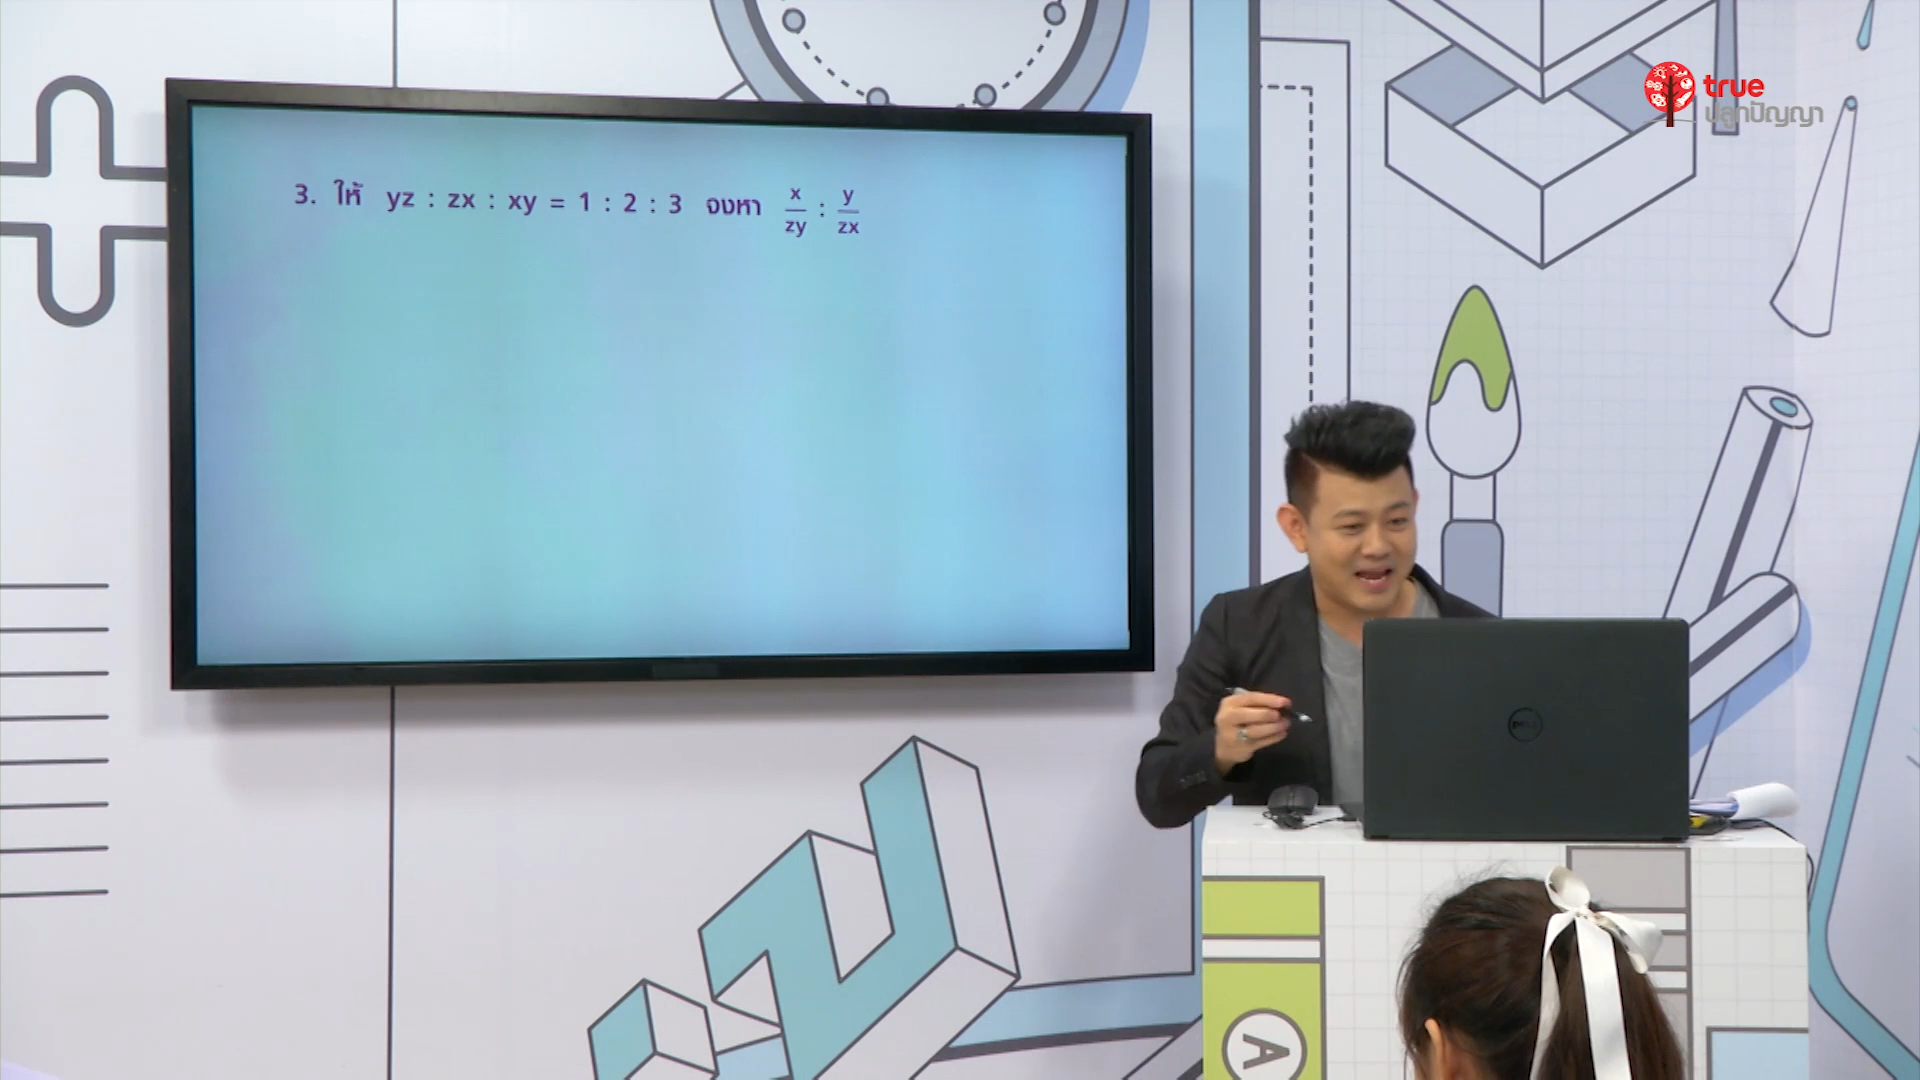 true
ปลูกปัญญา
3. ให้ yz : zx : xy = 1 : 2 : 3 จงหา x/zy : y/zx
DELL
A